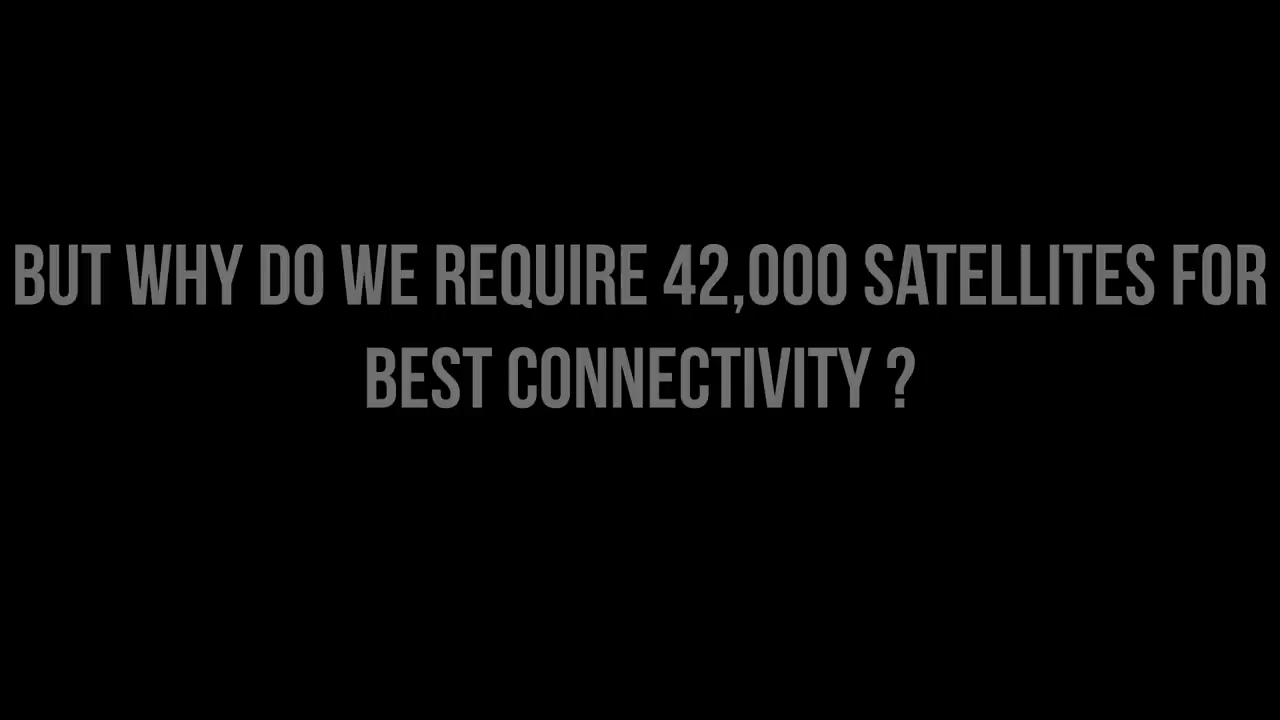 BUT WHY DO WE REQUIRE 42,000 SATELLITES FOR
BEST CONNECTIVITY ?